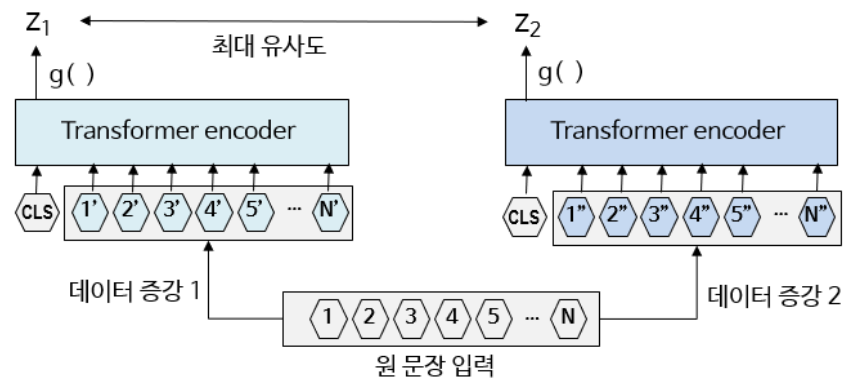 Z1 Z2
최대 유사도
g( ) g( )
Transformer encoder Transformer encoder
CLS 1' 2' 3' 4' 5' ... N' CLS 1” 2” 3” 4” 5” ... N”
데이터 증강 1 데이터 증강 2
1 2 3 4 5 ... N
원 문장 입력